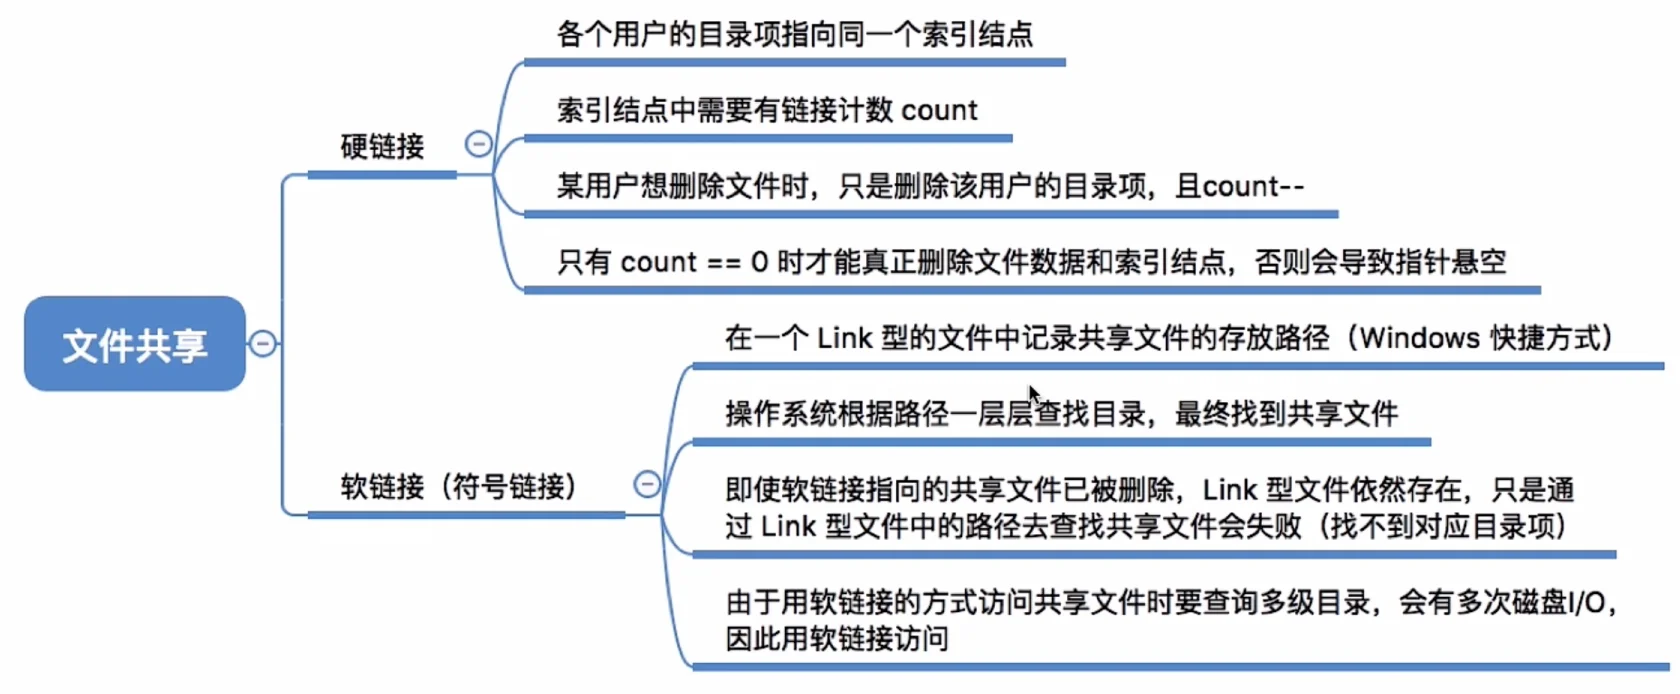 文件共享
硬链接
各个用户的目录项指向同一个索引结点
索引结点中需要有链接计数 count
某用户想删除文件时，只是删除该用户的目录项，且count--
只有 count == 0 时才能真正删除文件数据和索引结点，否则会导致指针悬空
软链接（符号链接）
在一个 Link 型的文件中记录共享文件的存放路径（Windows 快捷方式）
操作系统根据路径一层层查找目录，最终找到共享文件
即使软链接指向的共享文件已被删除，Link 型文件依然存在，只是通
过 Link 型文件中的路径去查找共享文件会失败（找不到对应目录项）
由于用软链接的方式访问共享文件时要查询多级目录，会有多次磁盘I/O，
因此用软链接访问